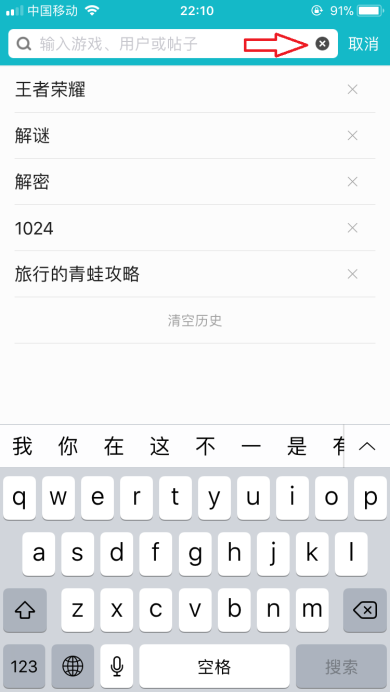 中国移动 22:10 91%
输入游戏、用户或帖子 取消
王者荣耀
解谜
解密
1024
旅行的青蛙攻略
清空历史
我 你 在 这 不 一 是
q w e r t y u i o p
a s d f g h j k l
z x c v b n m
123 空格 搜索